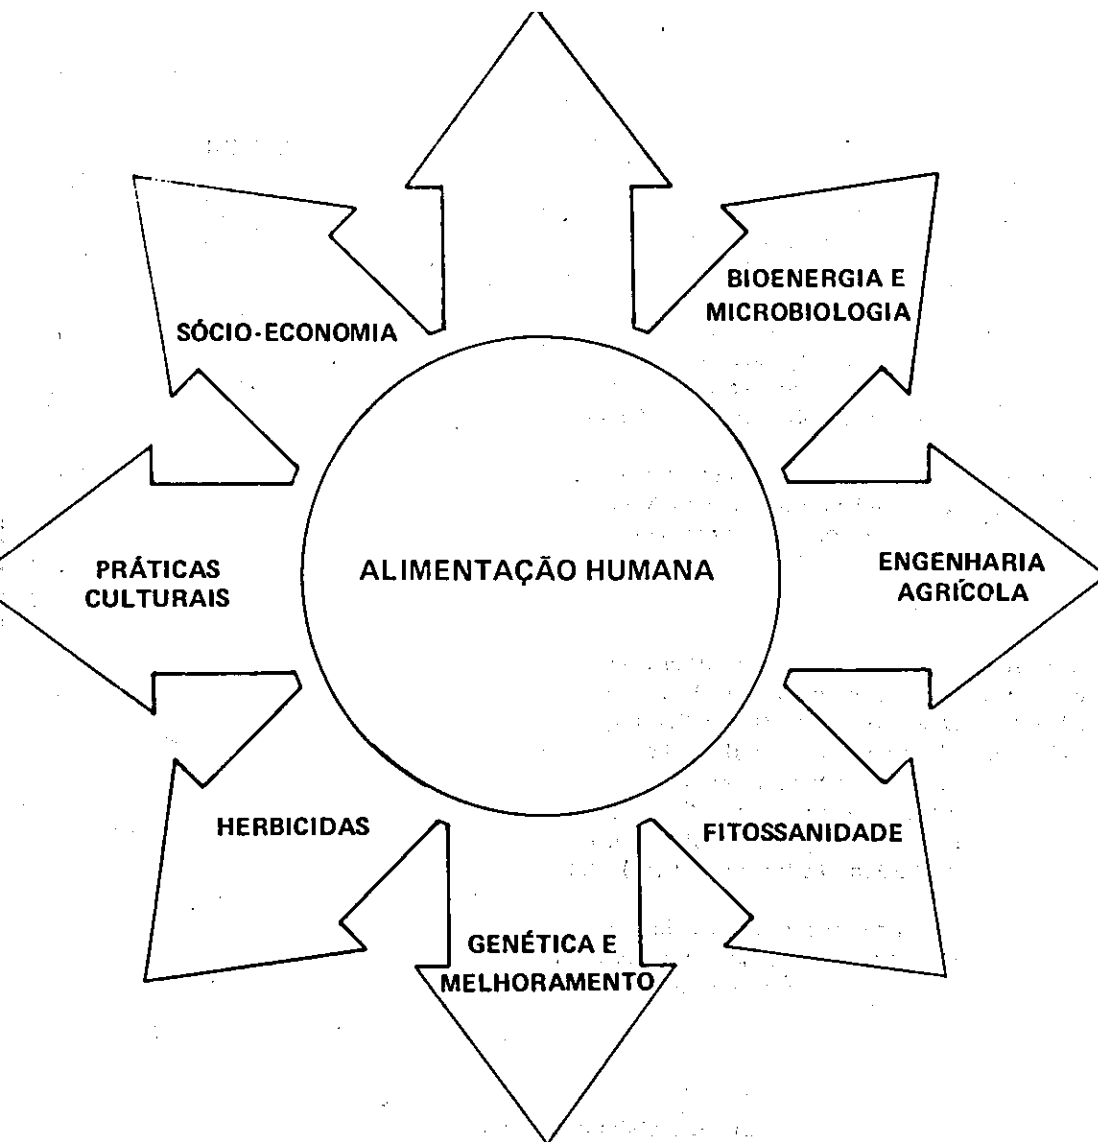 BIOENERGIA E
MICROBIOLOGIA
SÓCIO-ECONOMIA
PRÁTICAS
CULTURAIS
ALIMENTAÇÃO HUMANA
ENGENHARIA
AGRÍCOLA
HERBICIDAS
FITOSSANIDADE
GENÉTICA E
MELHORAMENTO